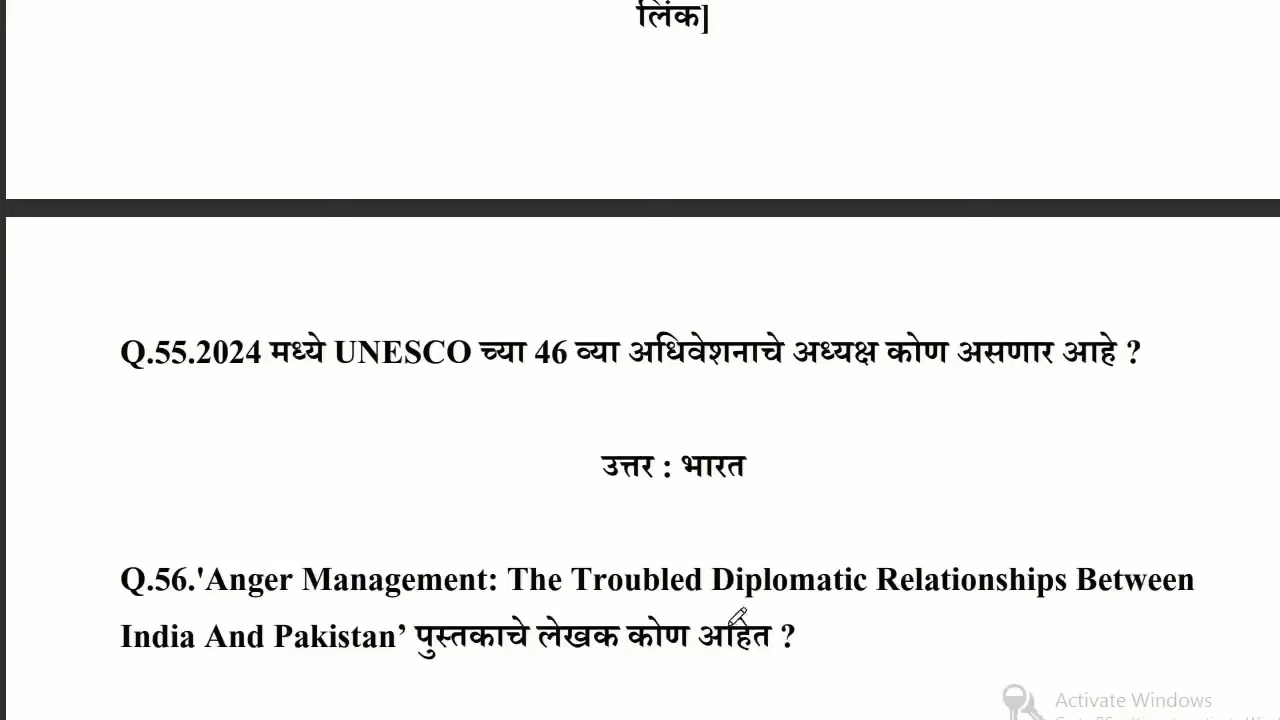 लिंक]
Q.55.2024 मध्ये UNESCO च्या 46 व्या अधिवेशनाचे अध्यक्ष कोण असणार आहे ?
उत्तर : भारत
Q.56.'Anger Management: The Troubled Diplomatic Relationships Between
India And Pakistan’ पुस्तकाचे लेखक कोण आहेत ?
Activate Windows